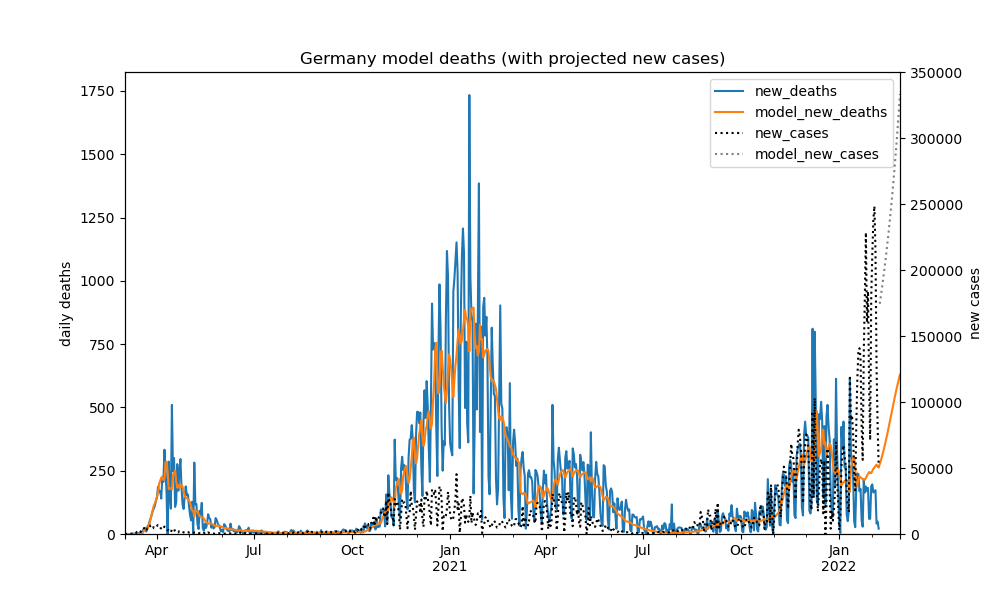 Germany model deaths (with projected new cases)
daily deaths
1750
1500
1250
1000
750
500
250
0
new_deaths
model_new_deaths
new_cases
model_new_cases
350000
300000
250000
200000
150000
100000
50000
0
new cases
Apr Jul Oct Jan Apr Jul Oct Jan
2021 2022